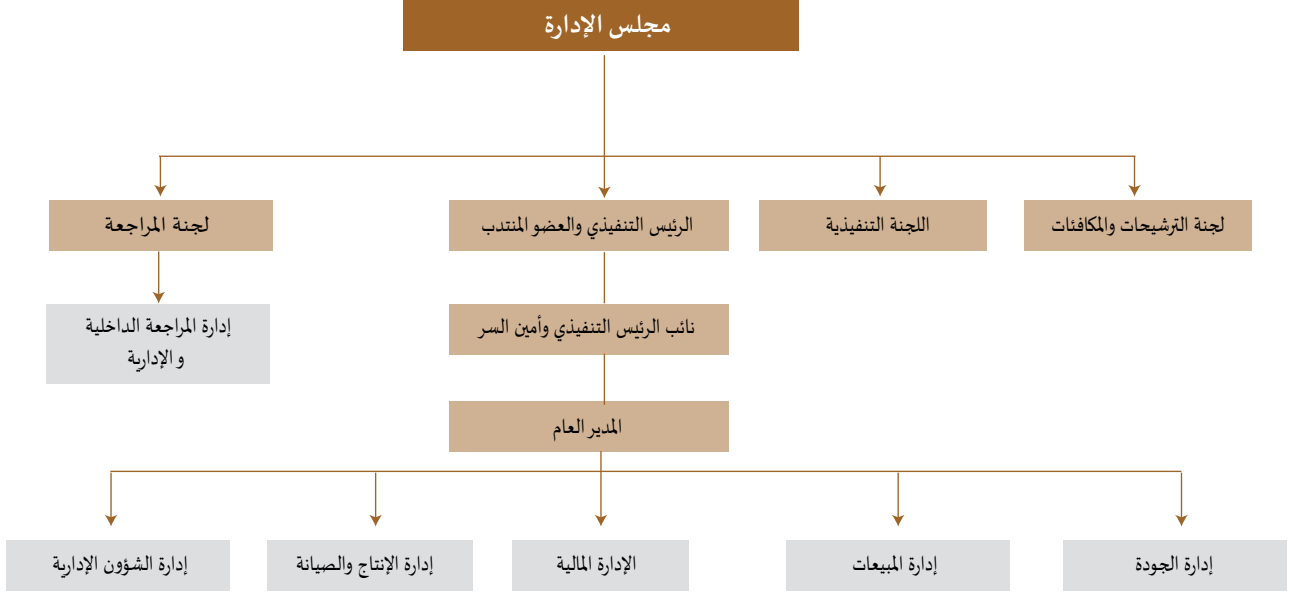 مجلس الإدارة
لجنة الترشيحات والمكافئات
اللجنة التنفيذية
الرئيس التنفيذي والعضو المنتدب
لجنة المراجعة
نائب الرئيس التنفيذي وأمين السر
إدارة المراجعة الداخلية
و الإدارية
المدير العام
إدارة الجودة
إدارة المبيعات
الإدارة المالية
إدارة الإنتاج والصيانة
إدارة الشؤون الإدارية